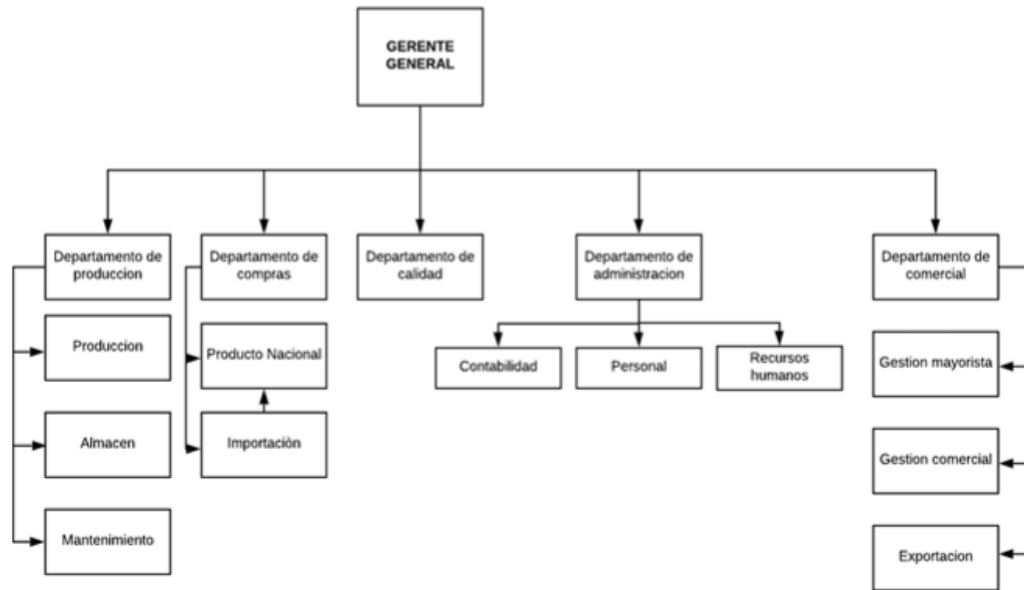 GERENTE
GENERAL
Departamento de
produccion
Departamento de
compras
Departamento de
calidad
Departamento de
administracion
Departamento de
comercial
Produccion
Almacen
Mantenimiento
Producto Nacional
Importaciòn
Contabilidad
Personal
Recursos
humanos
Gestion mayorista
Gestion comercial
Exportacion